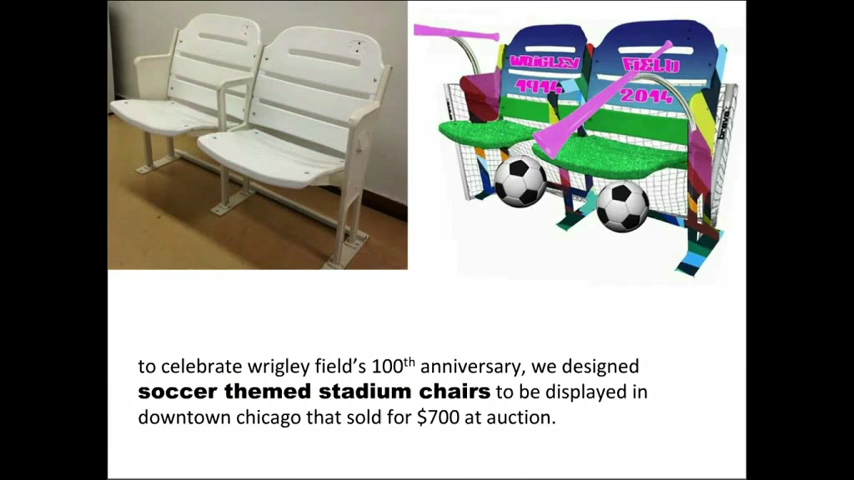 WRIGLEY FIELD
1914 2014
to celebrate wrigley field's 100th anniversary, we designed
soccer themed stadium chairs to be displayed in
downtown chicago that sold for $700 at auction.